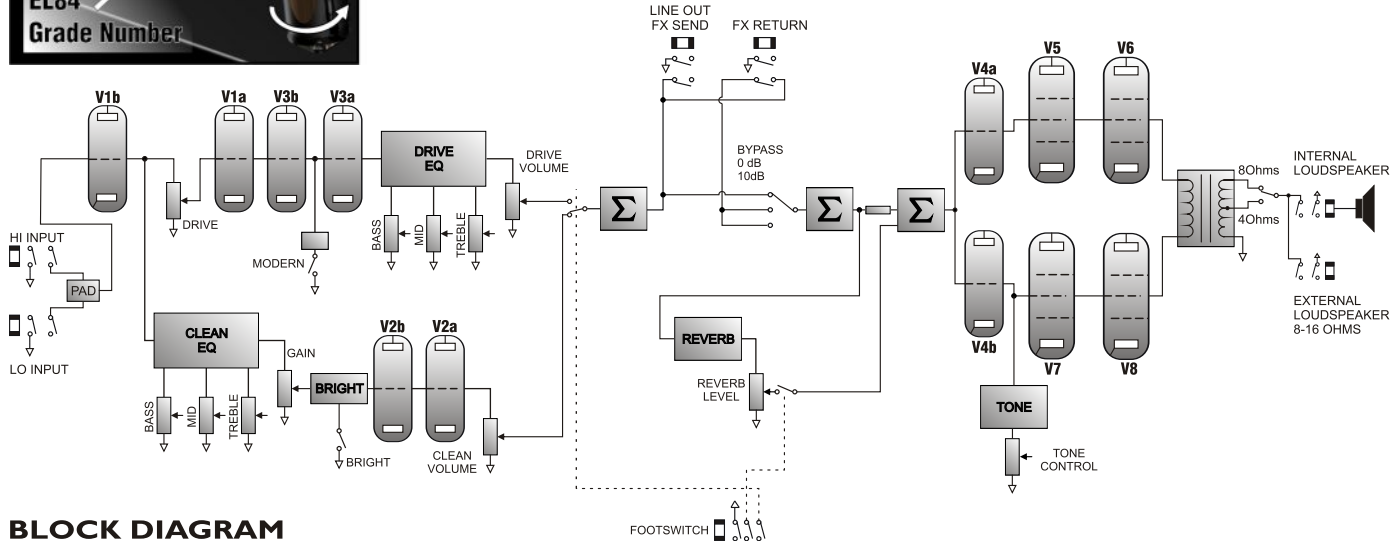 EL84
Grade Number
LINE OUT
FX SEND
FX RETURN
V1b
V1a
V3b
V3a
DRIVE
EQ
DRIVE
VOLUME
BYPASS
0 dB
10dB
V4a
V5
V6
8Ohms
4Ohms
INTERNAL
LOUDSPEAKER
Σ
Σ
Σ
DRIVE
BASS
MID
TREBLE
MODERN
HI INPUT
PAD
LO INPUT
CLEAN
EQ
GAIN
V2b
V2a
BRIGHT
BASS
MID
TREBLE
BRIGHT
CLEAN
VOLUME
REVERB
REVERB
LEVEL
V4b
V7
V8
EXTERNAL
LOUDSPEAKER
8-16 OHMS
TONE
TONE
CONTROL
FOOTSWITCH
BLOCK DIAGRAM